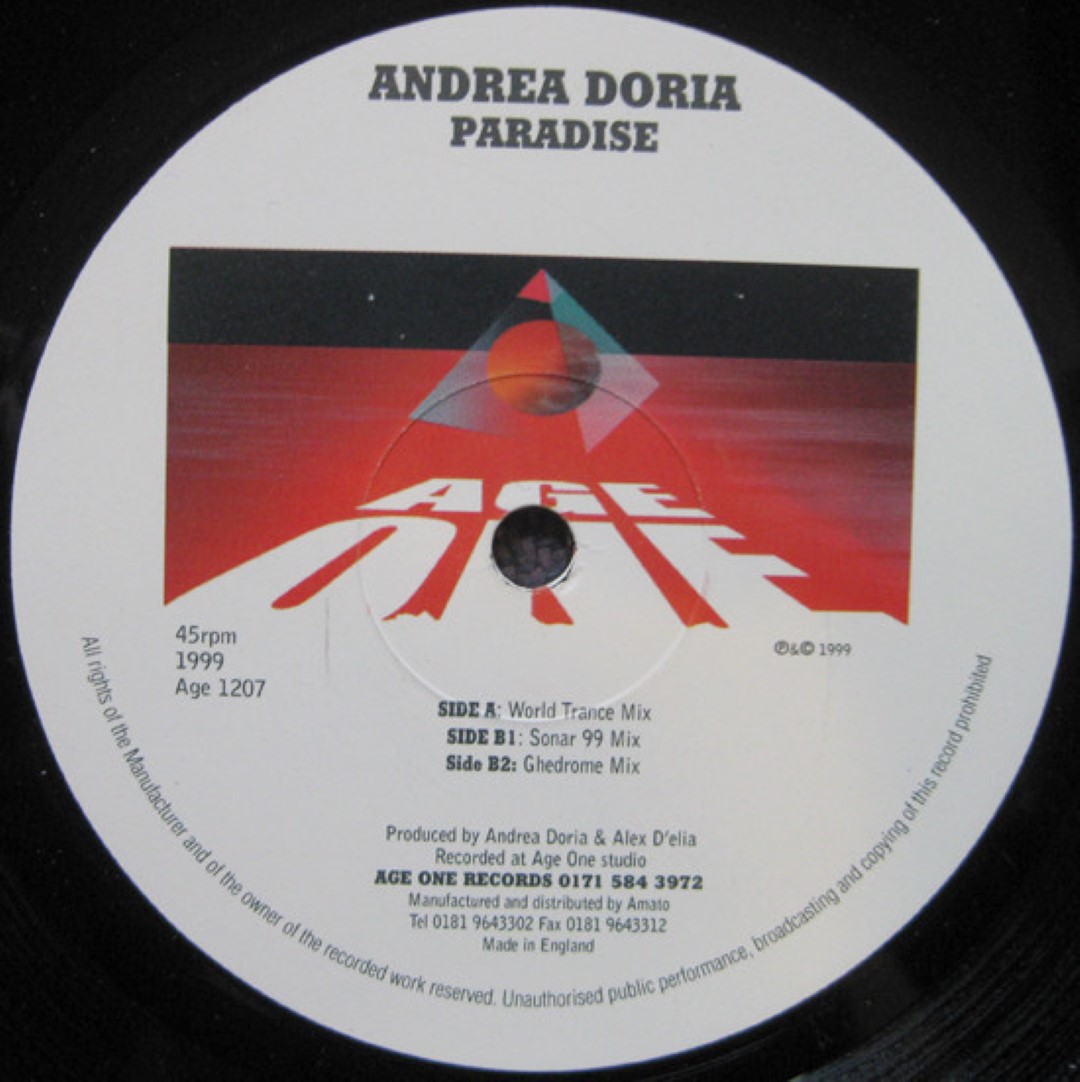 ANDREA DORIA
PARADISE
AGE
ONE
45rpm
1999
Age 1207
℗&© 1999
SIDE A: World Trance Mix
SIDE B1: Sonar 99 Mix
Side B2: Ghedrome Mix
Produced by Andrea Doria & Alex D'elia
Recorded at Age One studio
AGE ONE RECORDS 0171 584 3972
Manufactured and distributed by Amato
Tel 0181 9643302 Fax 0181 9643312
Made in England
All rights of the Manufacturer and of the owner of the recorded work reserved. Unauthorised public performance, broadcasting and copying of this record prohibited